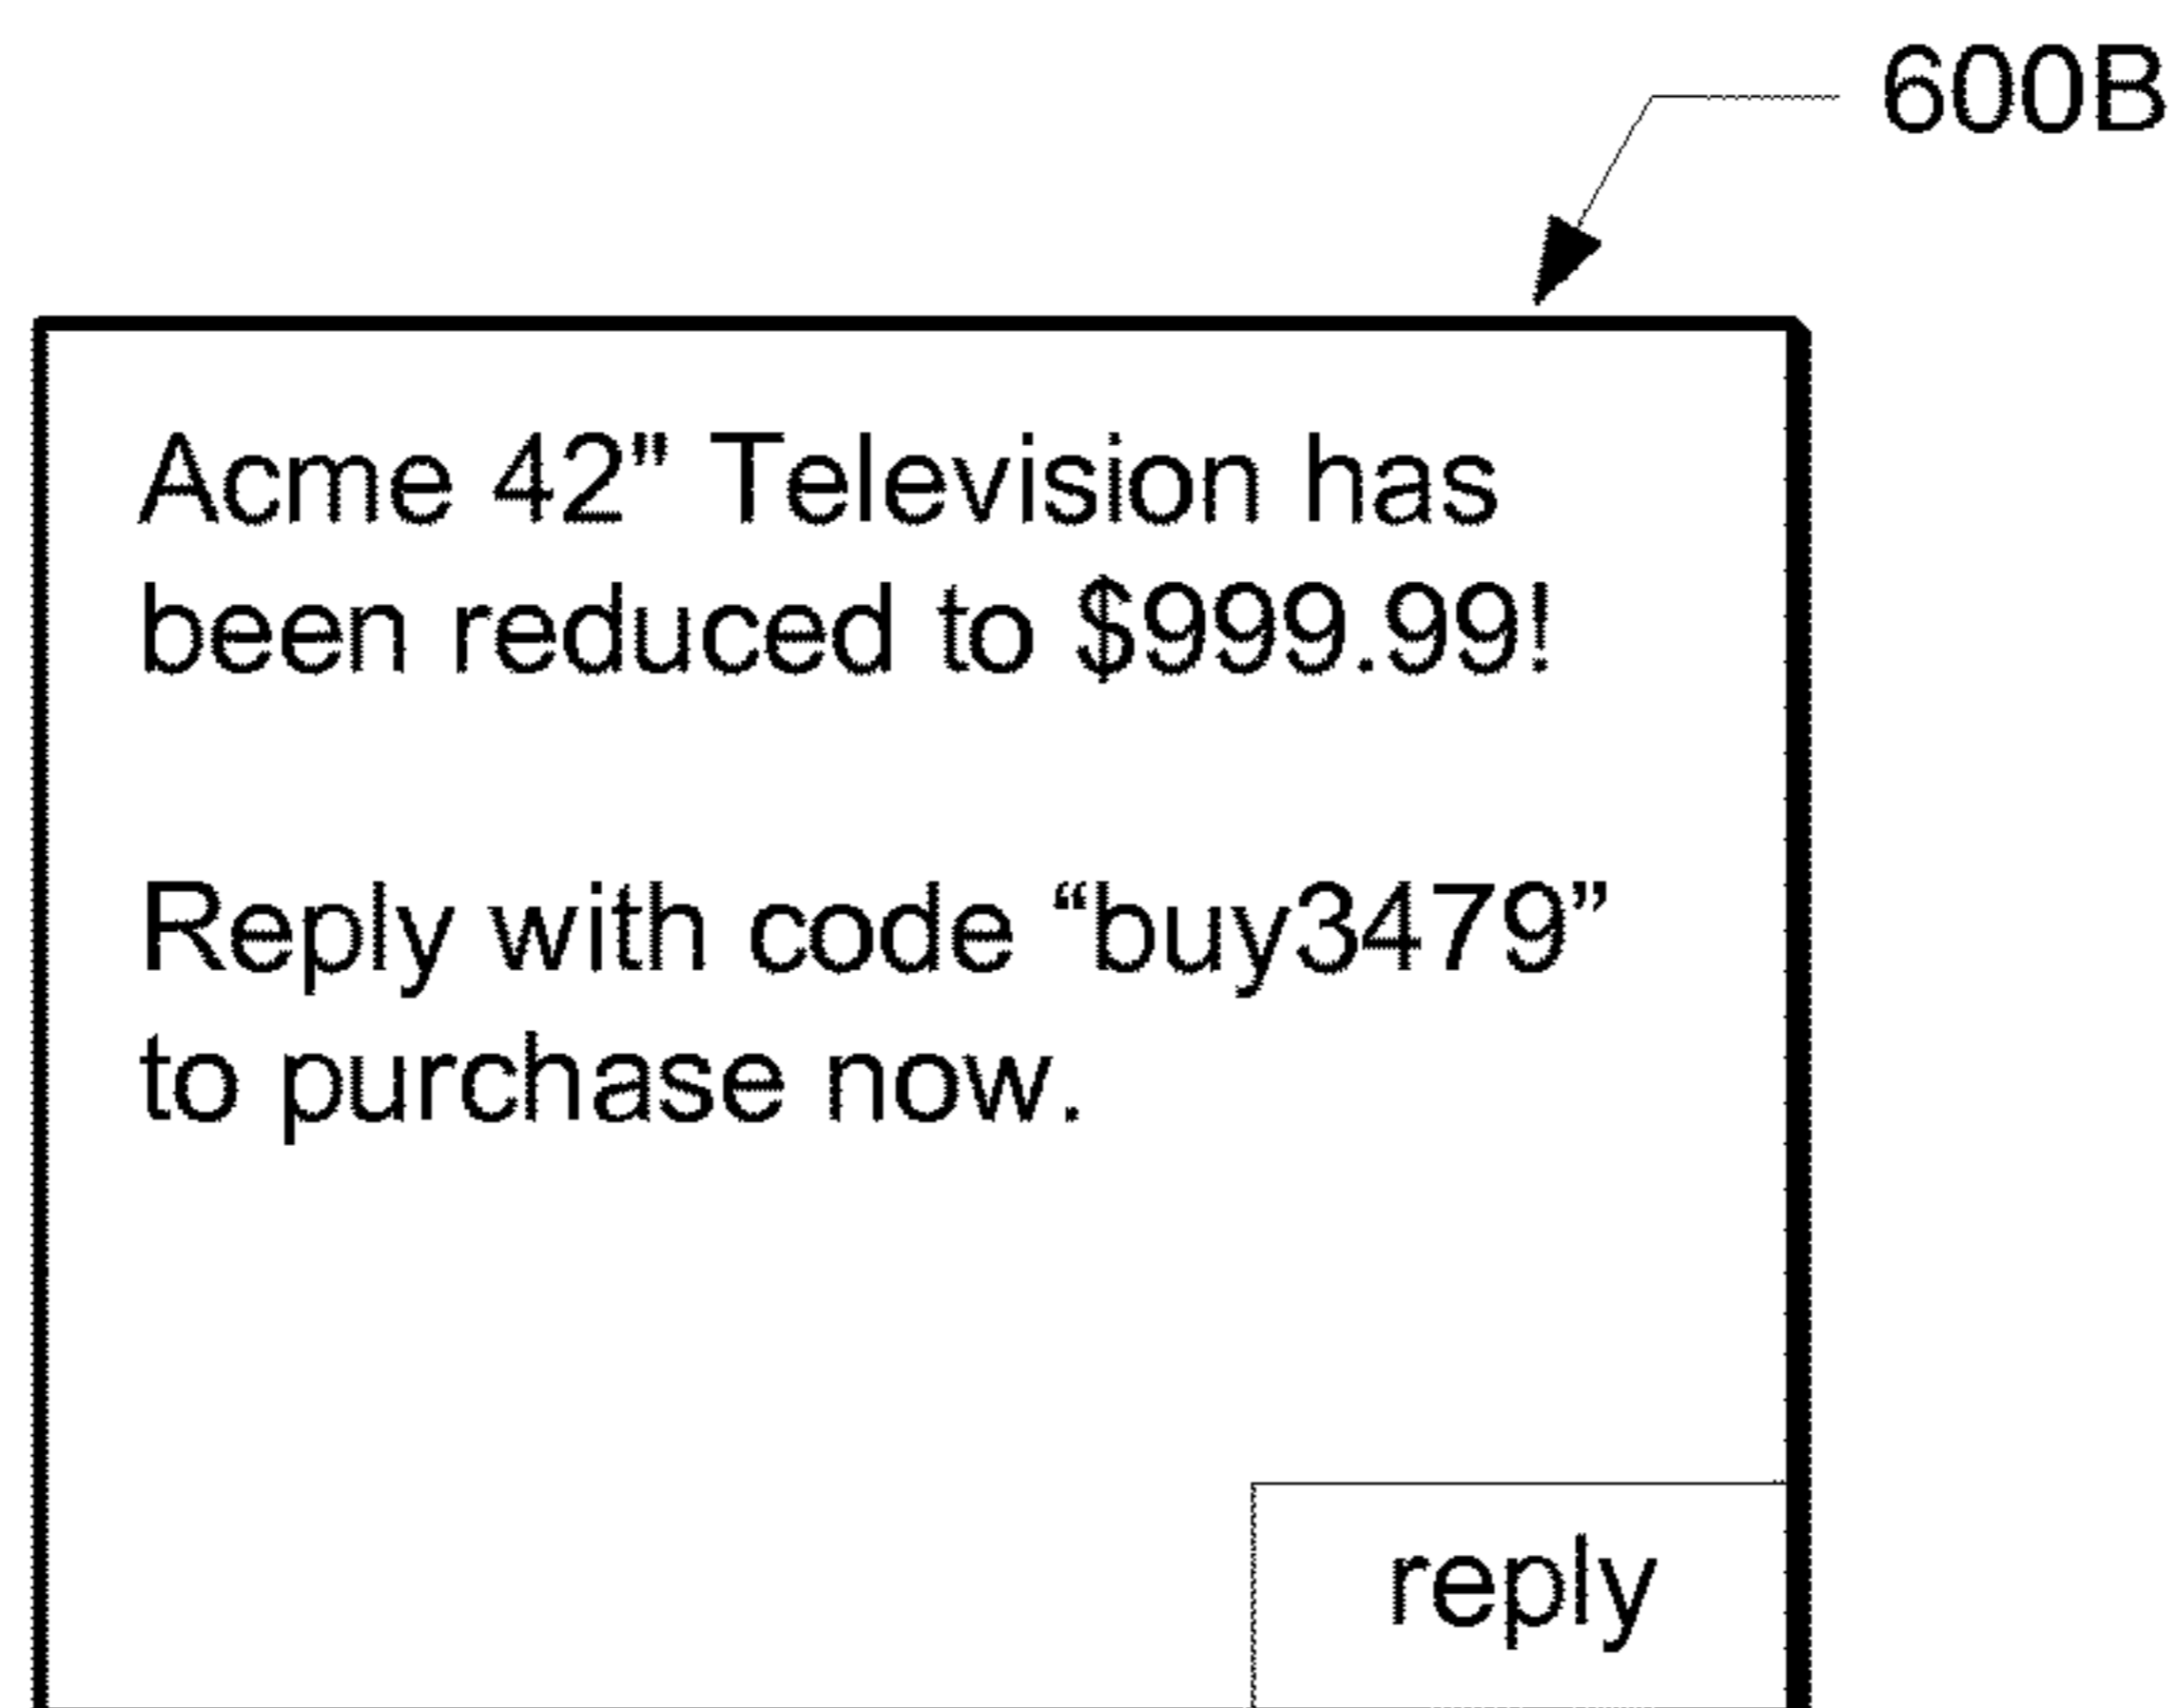 600B
Acme 42" Television has
been reduced to $999.99!
Reply with code “buy3479”
to purchase now.
reply